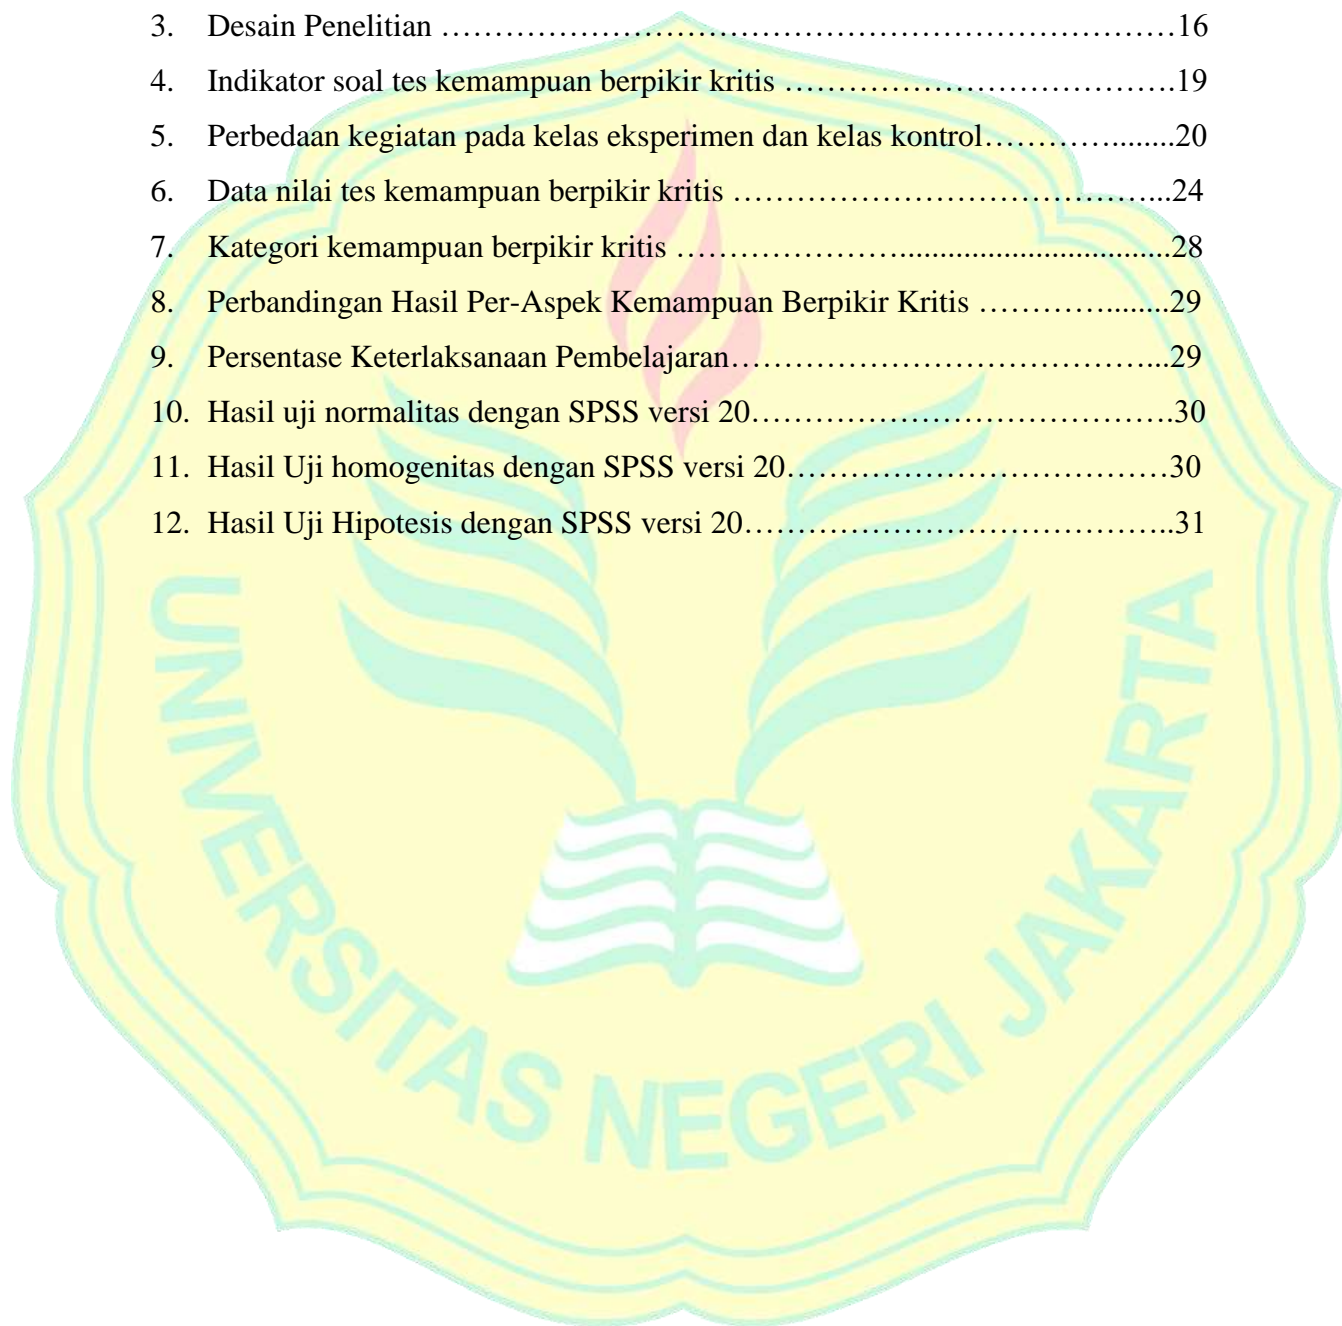 3. Desain Penelitian ……………………………………………………………16
4. Indikator soal tes kemampuan berpikir kritis ……………………………….19
5. Perbedaan kegiatan pada kelas eksperimen dan kelas kontrol…………........20
6. Data nilai tes kemampuan berpikir kritis …………………………………...24
7. Kategori kemampuan berpikir kritis …………………..................................28
8. Perbandingan Hasil Per-Aspek Kemampuan Berpikir Kritis …………........29
9. Persentase Keterlaksanaan Pembelajaran…………………………………...29
10. Hasil uji normalitas dengan SPSS versi 20………………………………….30
11. Hasil Uji homogenitas dengan SPSS versi 20………………………………30
12. Hasil Uji Hipotesis dengan SPSS versi 20…………………………………..31
UNIVERSITAS NEGERI JAKARTA